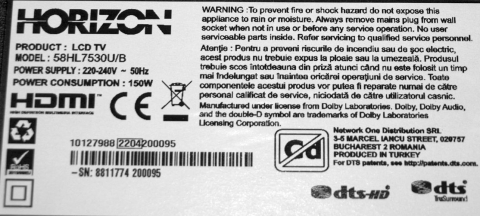 HORIZON
PRODUCT : LCD TV
MODEL : 58HL7530U/B
POWER SUPPLY : 220-240V ~ 50Hz
POWER CONSUMPTION : 150W
HDMI
CE
WARNING :To prevent fire or shock hazard do not expose this
appliance to rain or moisture. Always remove mains plug from wall
socket when not in use or before any service operation. No user
serviceable parts inside. Refer servicing to qualified service personnel.
Atenţie : Pentru a preveni riscurile de incendiu sau de şoc electric,
acest produs nu trebuie expus la ploaie sau la umezeală. Produsul
trebuie scos întotdeauna din priză atunci când nu este folosit un timp
mai îndelungat sau înaintea oricărei operaţiuni de service. Toate
componentele acestui produs vor putea fi reparate numai de către
personal calificat de service, niciodată de către utilizatorul casnic.
Manufactured under license from Dolby Laboratories. Dolby, Dolby Audio,
and the double-D symbol are trademarks of Dolby Laboratories
Licensing Corporation.
10127988 2204 200095
-SN: 8811774 200095
Network One Distribution SRL
3-5 MARCEL IANCU STREET, 029757
BUCHAREST 2 ROMANIA
PRODUCED IN TURKEY
For DTS patents, see http://patents.dts.com.
Cd
dts-HD
dts
TruSurround